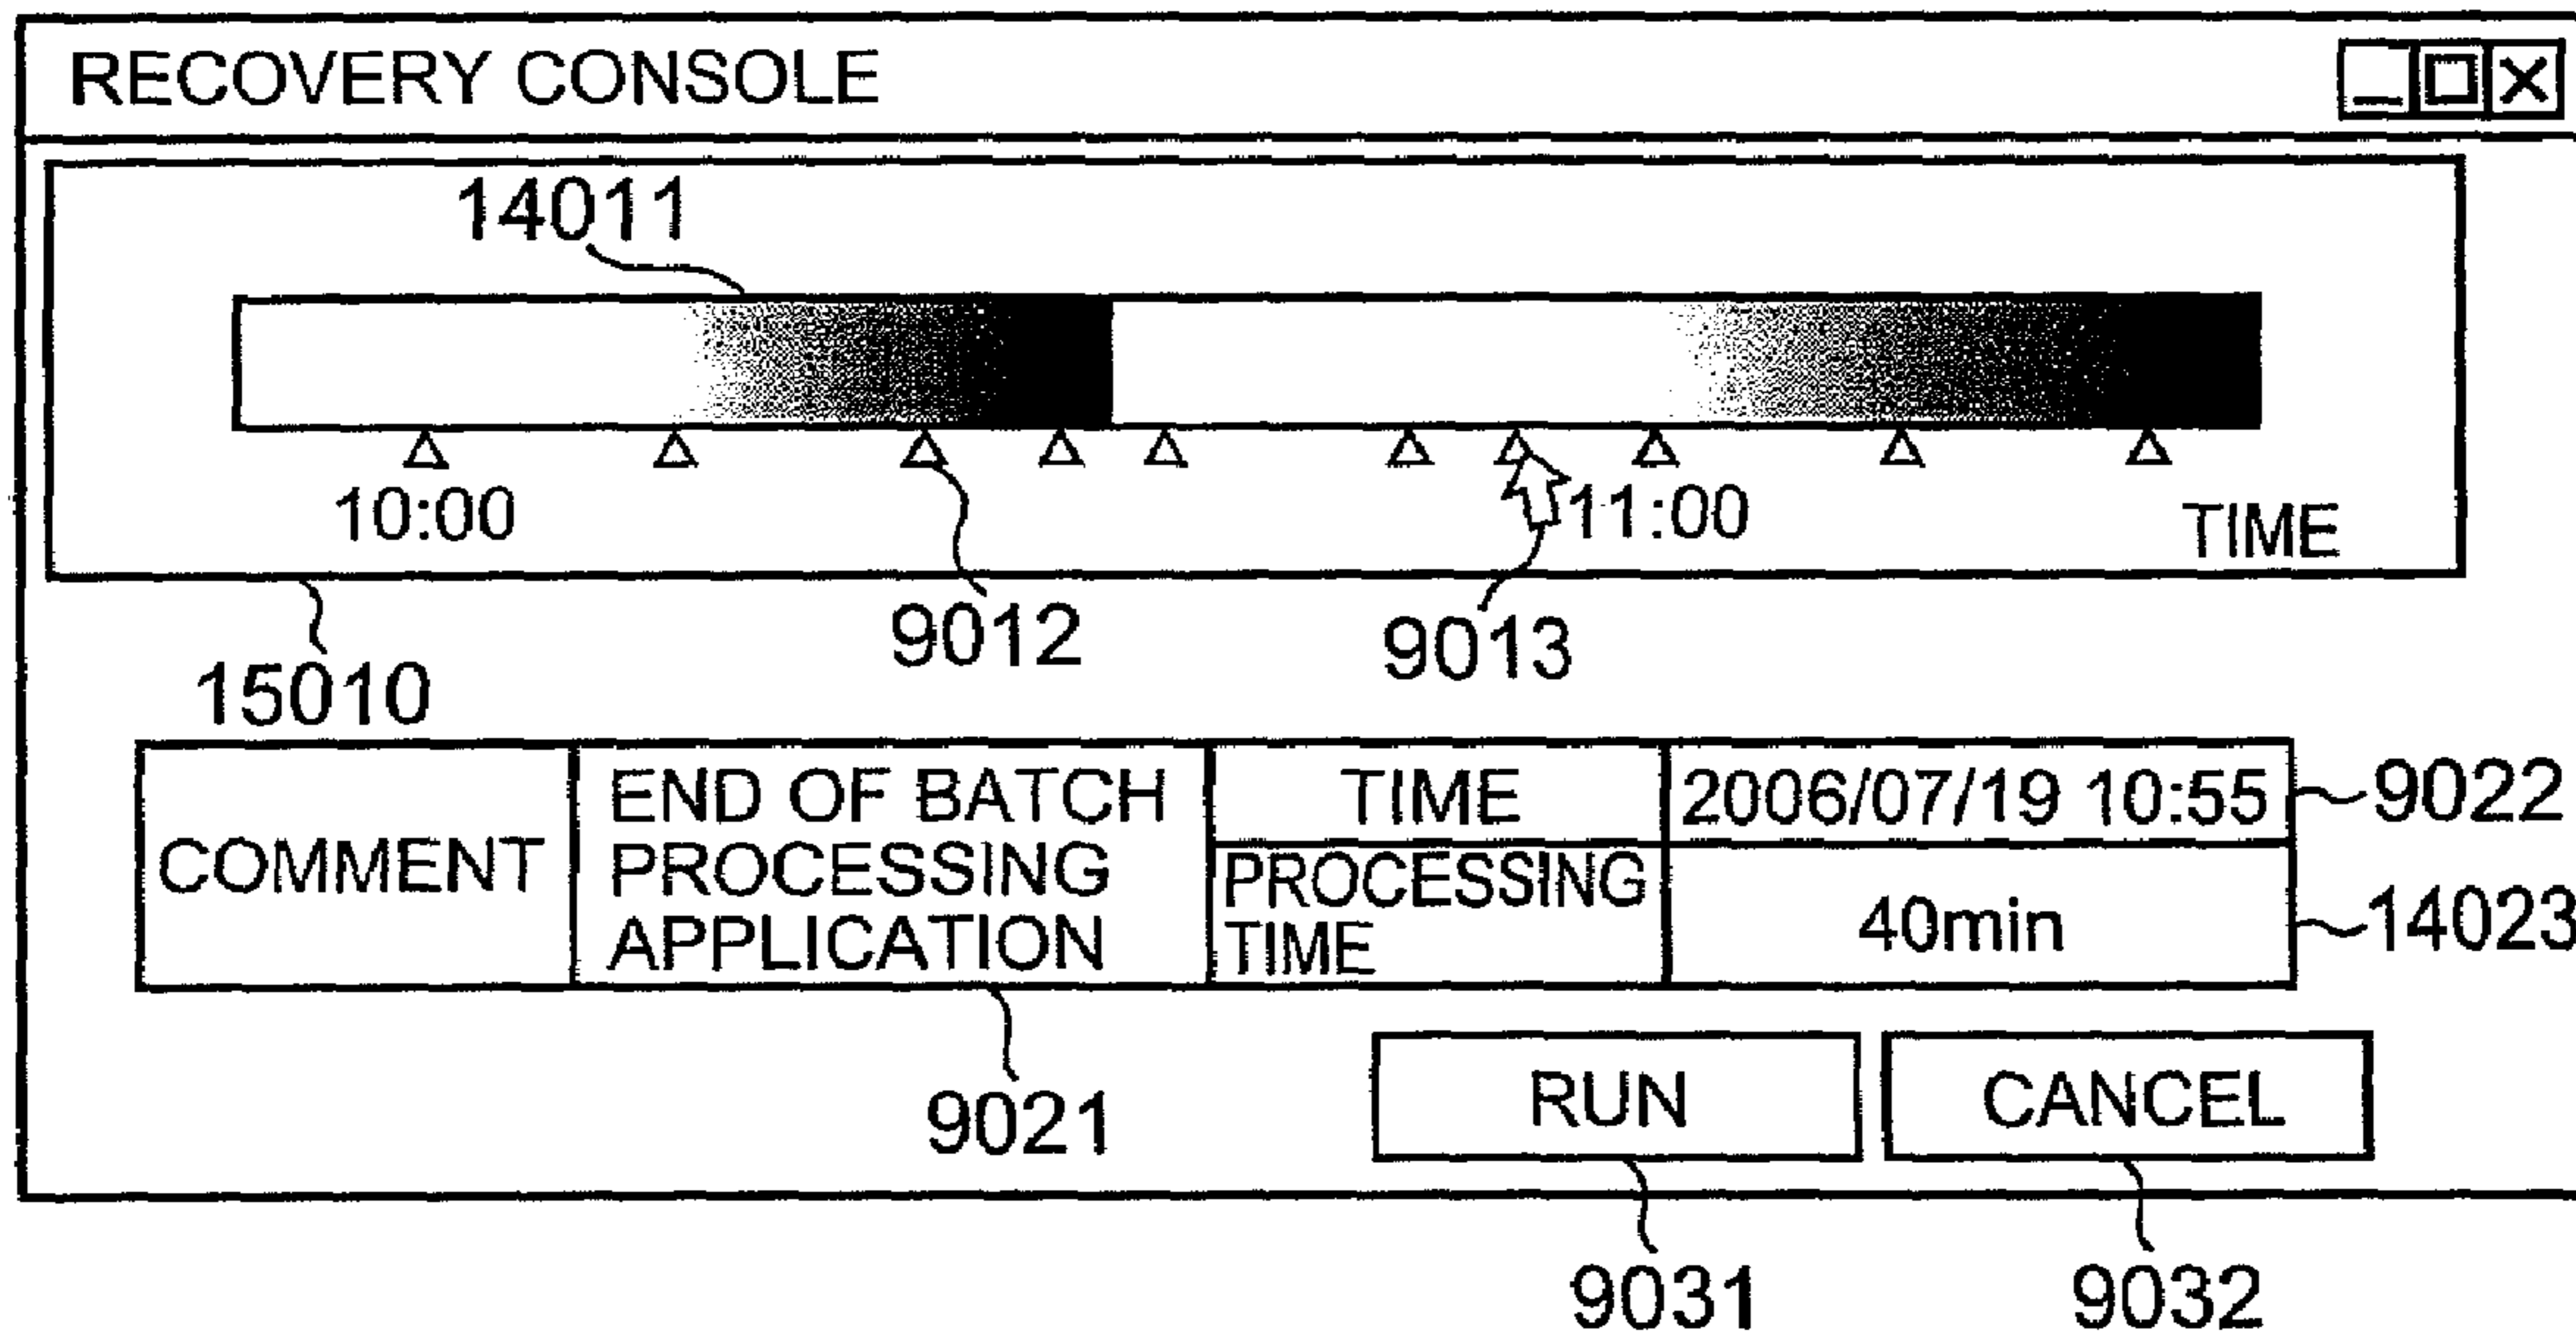 RECOVERY CONSOLE
14011
10:00
11:00
TIME
9012
9013
15010
COMMENT
END OF BATCH
PROCESSING
APPLICATION
TIME
2006/07/19 10:55
9022
PROCESSING
TIME
40min
14023
9021
RUN
CANCEL
9031
9032